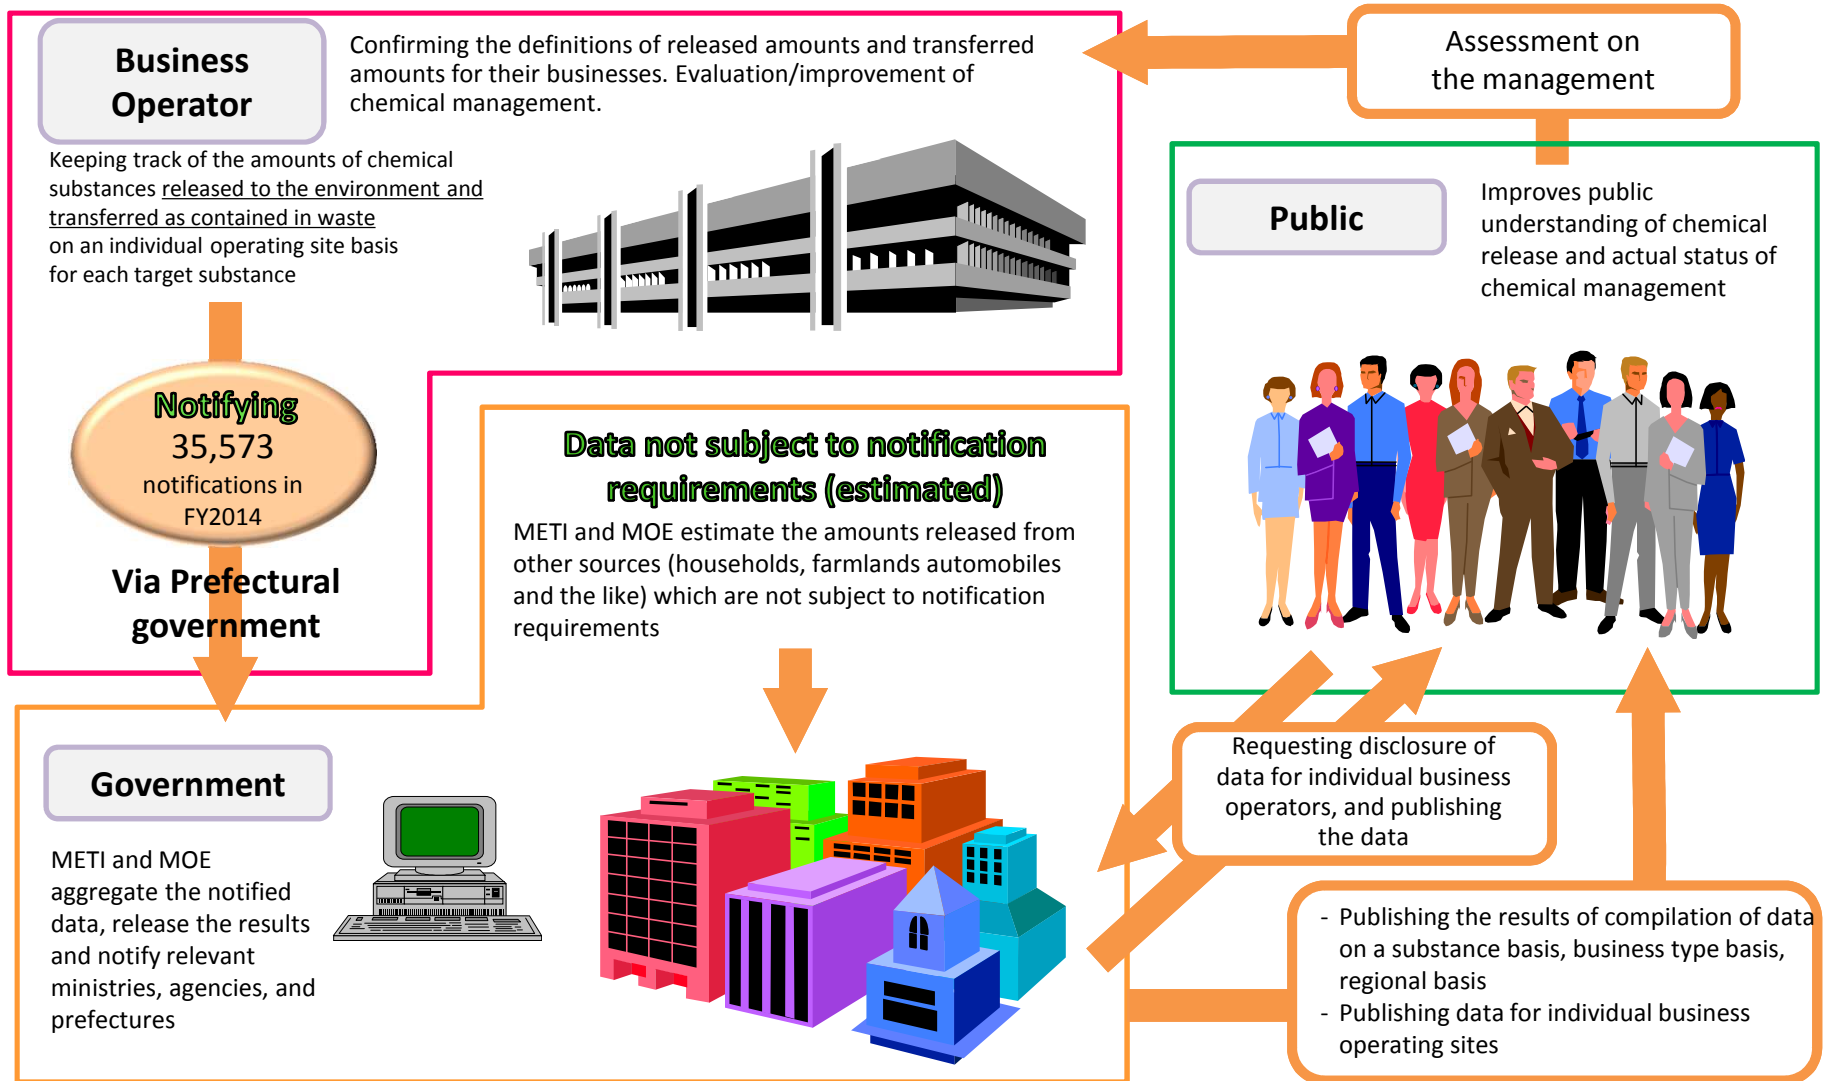 Business
Operator
Confirming the definitions of released amounts and transferred
amounts for their businesses. Evaluation/improvement of
chemical management.
Keeping track of the amounts of chemical
substances released to the environment and
transferred as contained in waste
on an individual operating site basis
for each target substance
Notifying
35,573
notifications in
FY2014
Via Prefectural
government
Assessment on
the management
Public
Improves public
understanding of chemical
release and actual status of
chemical management
Data not subject to notification
requirements (estimated)
METI and MOE estimate the amounts released from
other sources (households, farmlands automobiles
and the like) which are not subject to notification
requirements
Government
METI and MOE
aggregate the notified
data, release the results
and notify relevant
ministries, agencies, and
prefectures
Requesting disclosure of
data for individual business
operators, and publishing
the data
- Publishing the results of compilation of data
on a substance basis, business type basis,
regional basis
- Publishing data for individual business
operating sites